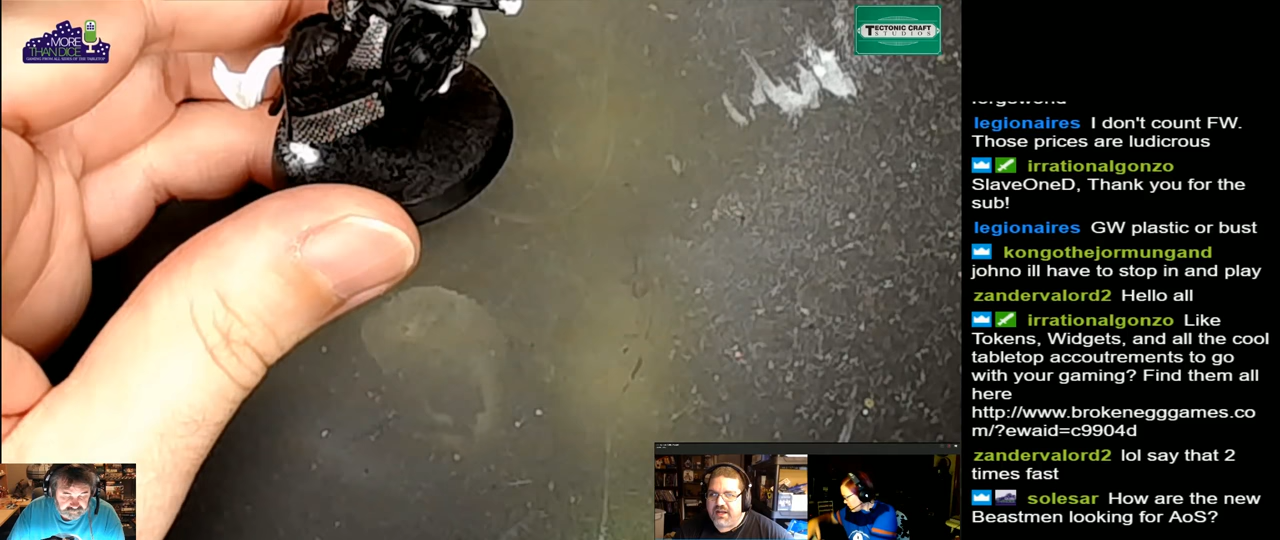 MORE
THAN DICE
TECTONIC CRAFT
STUDIOS
legionaires I don't count FW.
Those prices are ludicrous
irrationalgonzo
SlaveOneD, Thank you for the
sub!
legionaires GW plastic or bust
kongothejormungand
johno ill have to stop in and play
zandervalord2 Hello all
irrationalgonzo Like
Tokens, Widgets, and all the cool
tabletop accoutrements to go
with your gaming? Find them all
here
http://www.brokenegggames.co
m/?ewaid=c9904d
zandervalord2 lol say that 2
times fast
solesar How are the new
Beastmen looking for AoS?